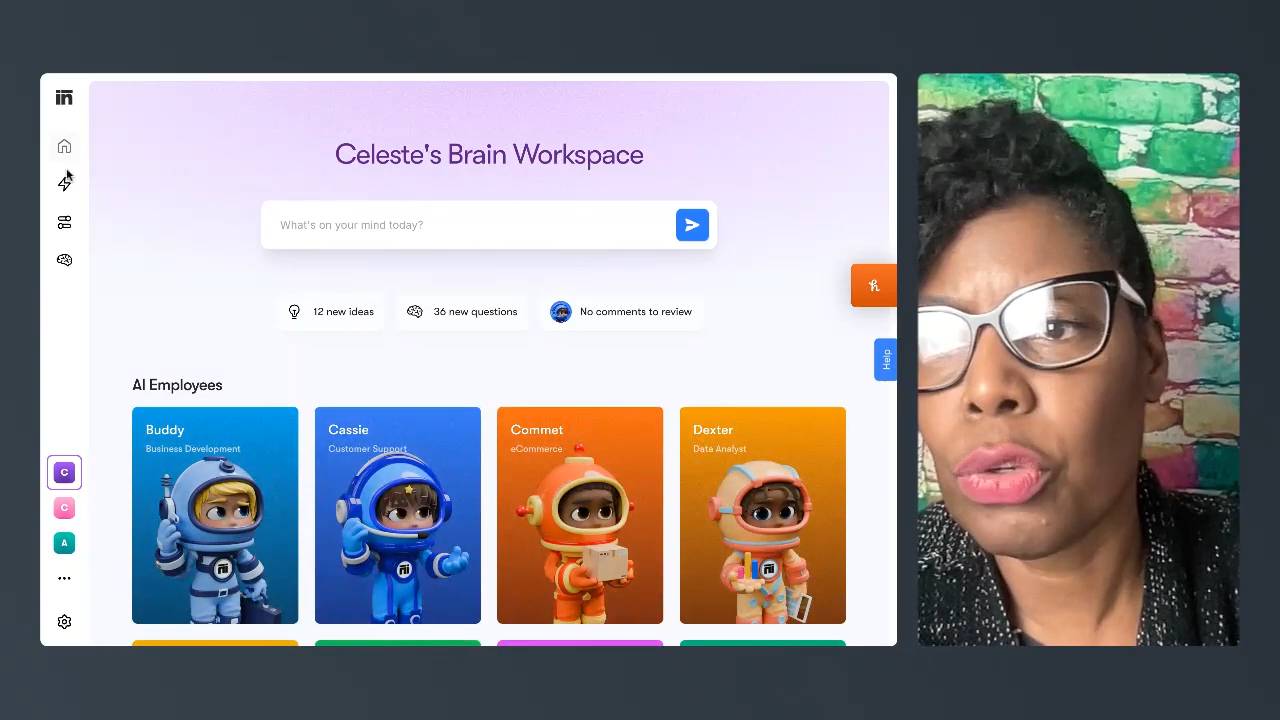 in
Celeste's Brain Workspace
What's on your mind today?
12 new ideas
36 new questions
No comments to review
h
Help
AI Employees
Buddy
Business Development
Cassie
Customer Support
Commet
eCommerce
Dexter
Data Analyst
C
C
A